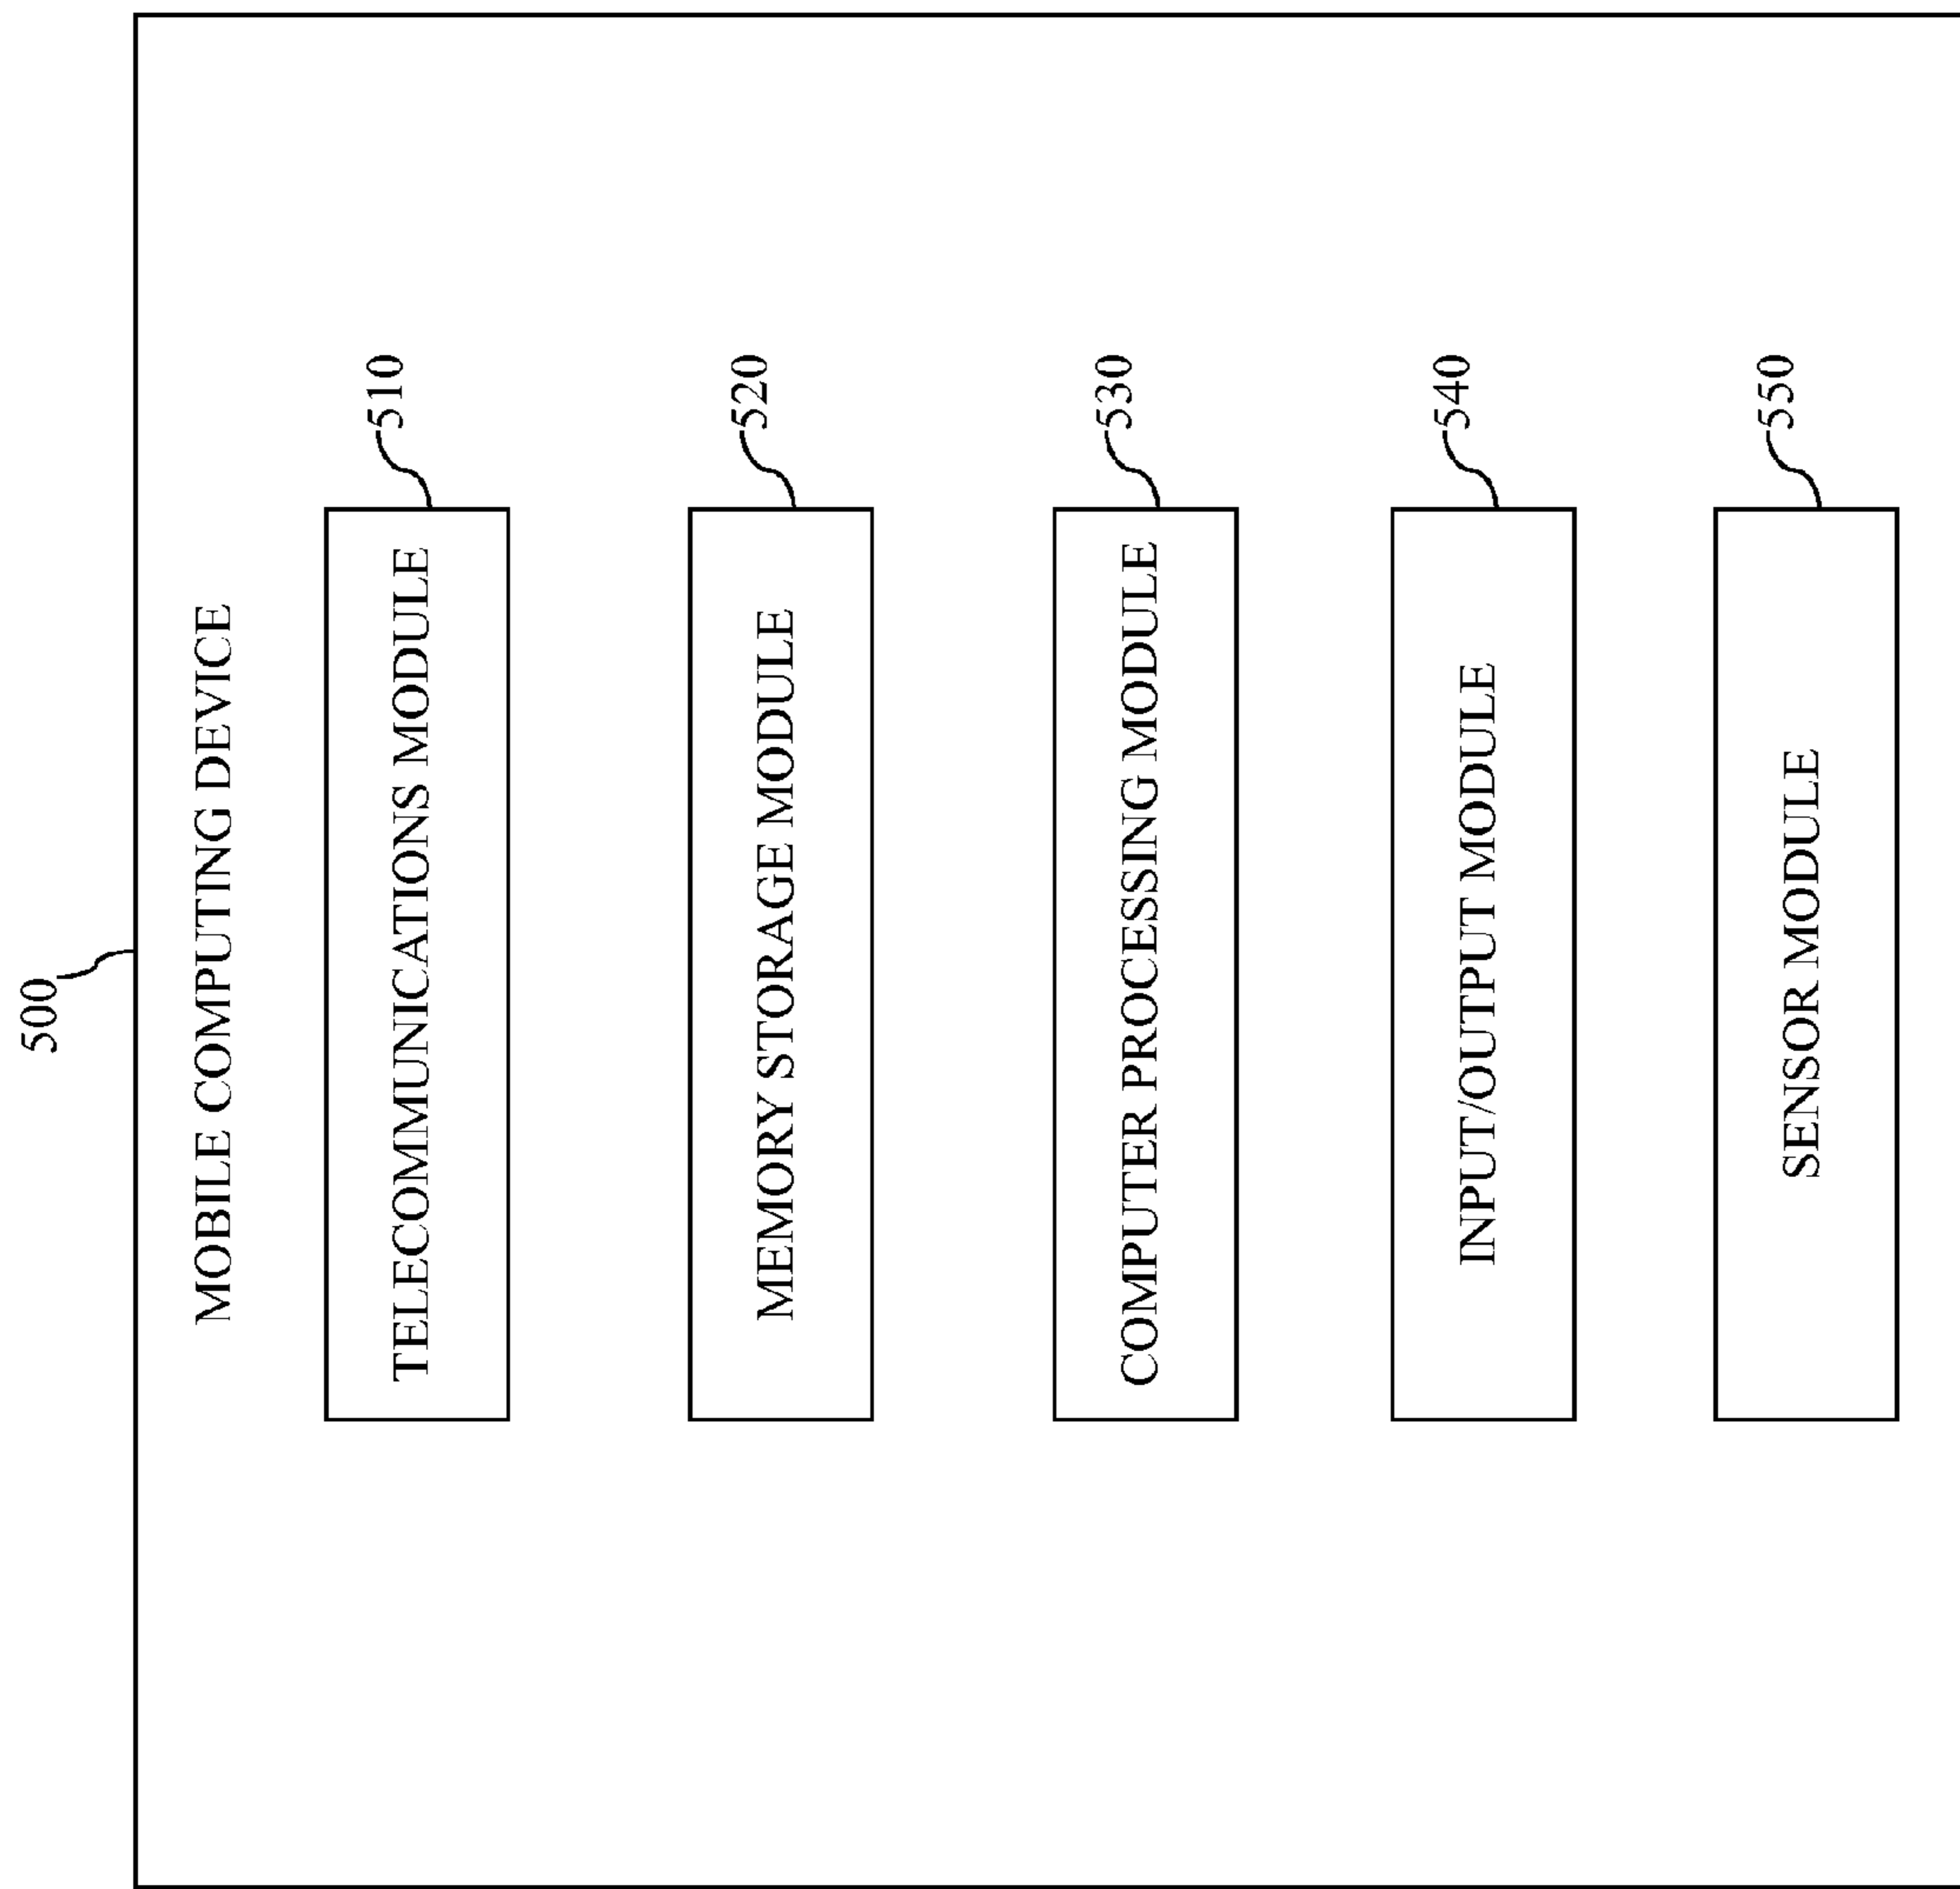 500
MOBILE COMPUTING DEVICE
510
TELECOMMUNICATIONS MODULE
520
MEMORY STORAGE MODULE
530
COMPUTER PROCESSING MODULE
540
INPUT/OUTPUT MODULE
550
SENSOR MODULE